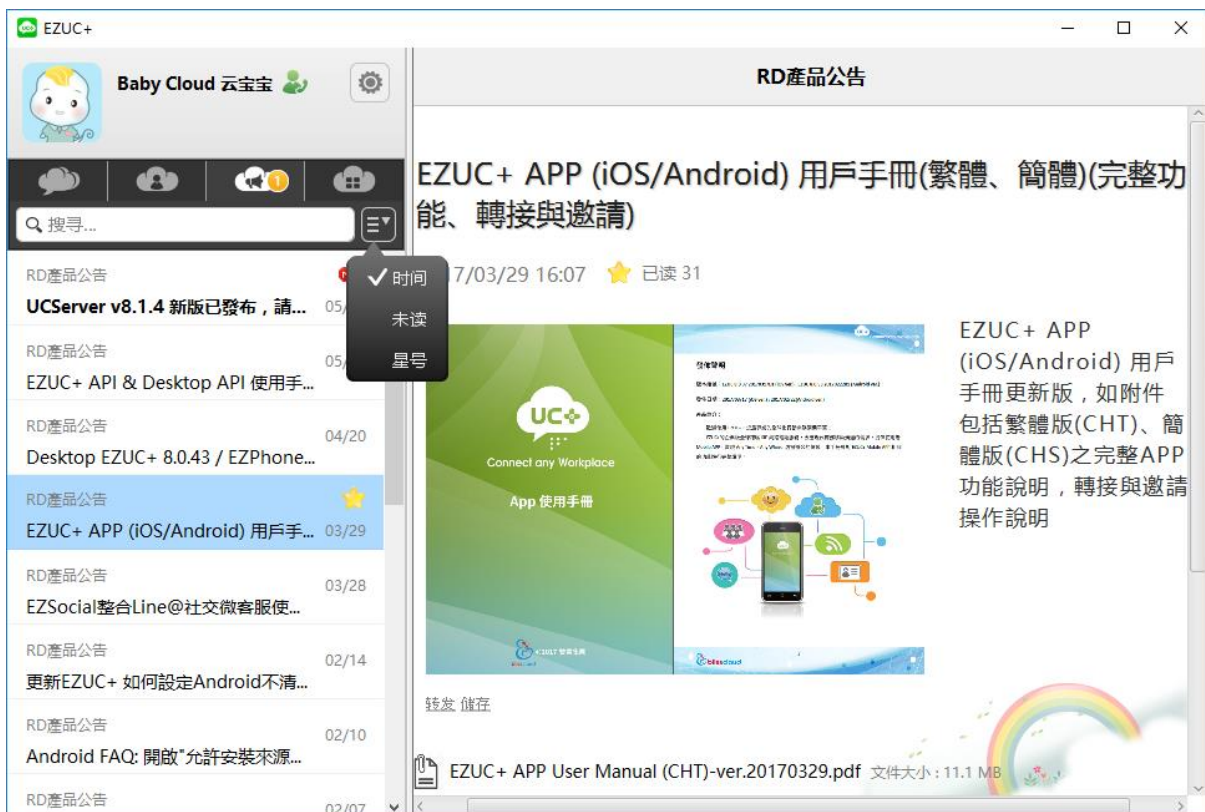 EZUC+
Baby Cloud 云宝宝
1
搜寻...
时间
未读
星号
RD產品公告
UCServer v8.1.4 新版已發布，請...
05/
RD產品公告
05/
EZUC+ API & Desktop API 使用手...
RD產品公告
04/20
Desktop EZUC+ 8.0.43 / EZPhone...
RD產品公告
EZUC+ APP (iOS/Android) 用戶手...
03/29
RD產品公告
03/28
EZSocial整合Line@社交微客服使...
RD產品公告
02/14
更新EZUC+ 如何設定Android不清...
RD產品公告
02/10
Android FAQ: 開啟"允許安裝來源...
RD產品公告
02/07
RD產品公告
EZUC+ APP (iOS/Android) 用戶手冊(繁體、簡體)(完整功
能、轉接與邀請)
17/03/29 16:07 已读 31
UC+
Connect any Workplace
App 使用手冊
發佈聲明
EZUC+ APP
(iOS/Android) 用戶
手冊更新版，如附件
包括繁體版(CHT)、簡
體版(CHS)之完整APP
功能說明，轉接與邀請
操作說明
转发 储存
EZUC+ APP User Manual (CHT)-ver.20170329.pdf 文件大小 : 11.1 MB